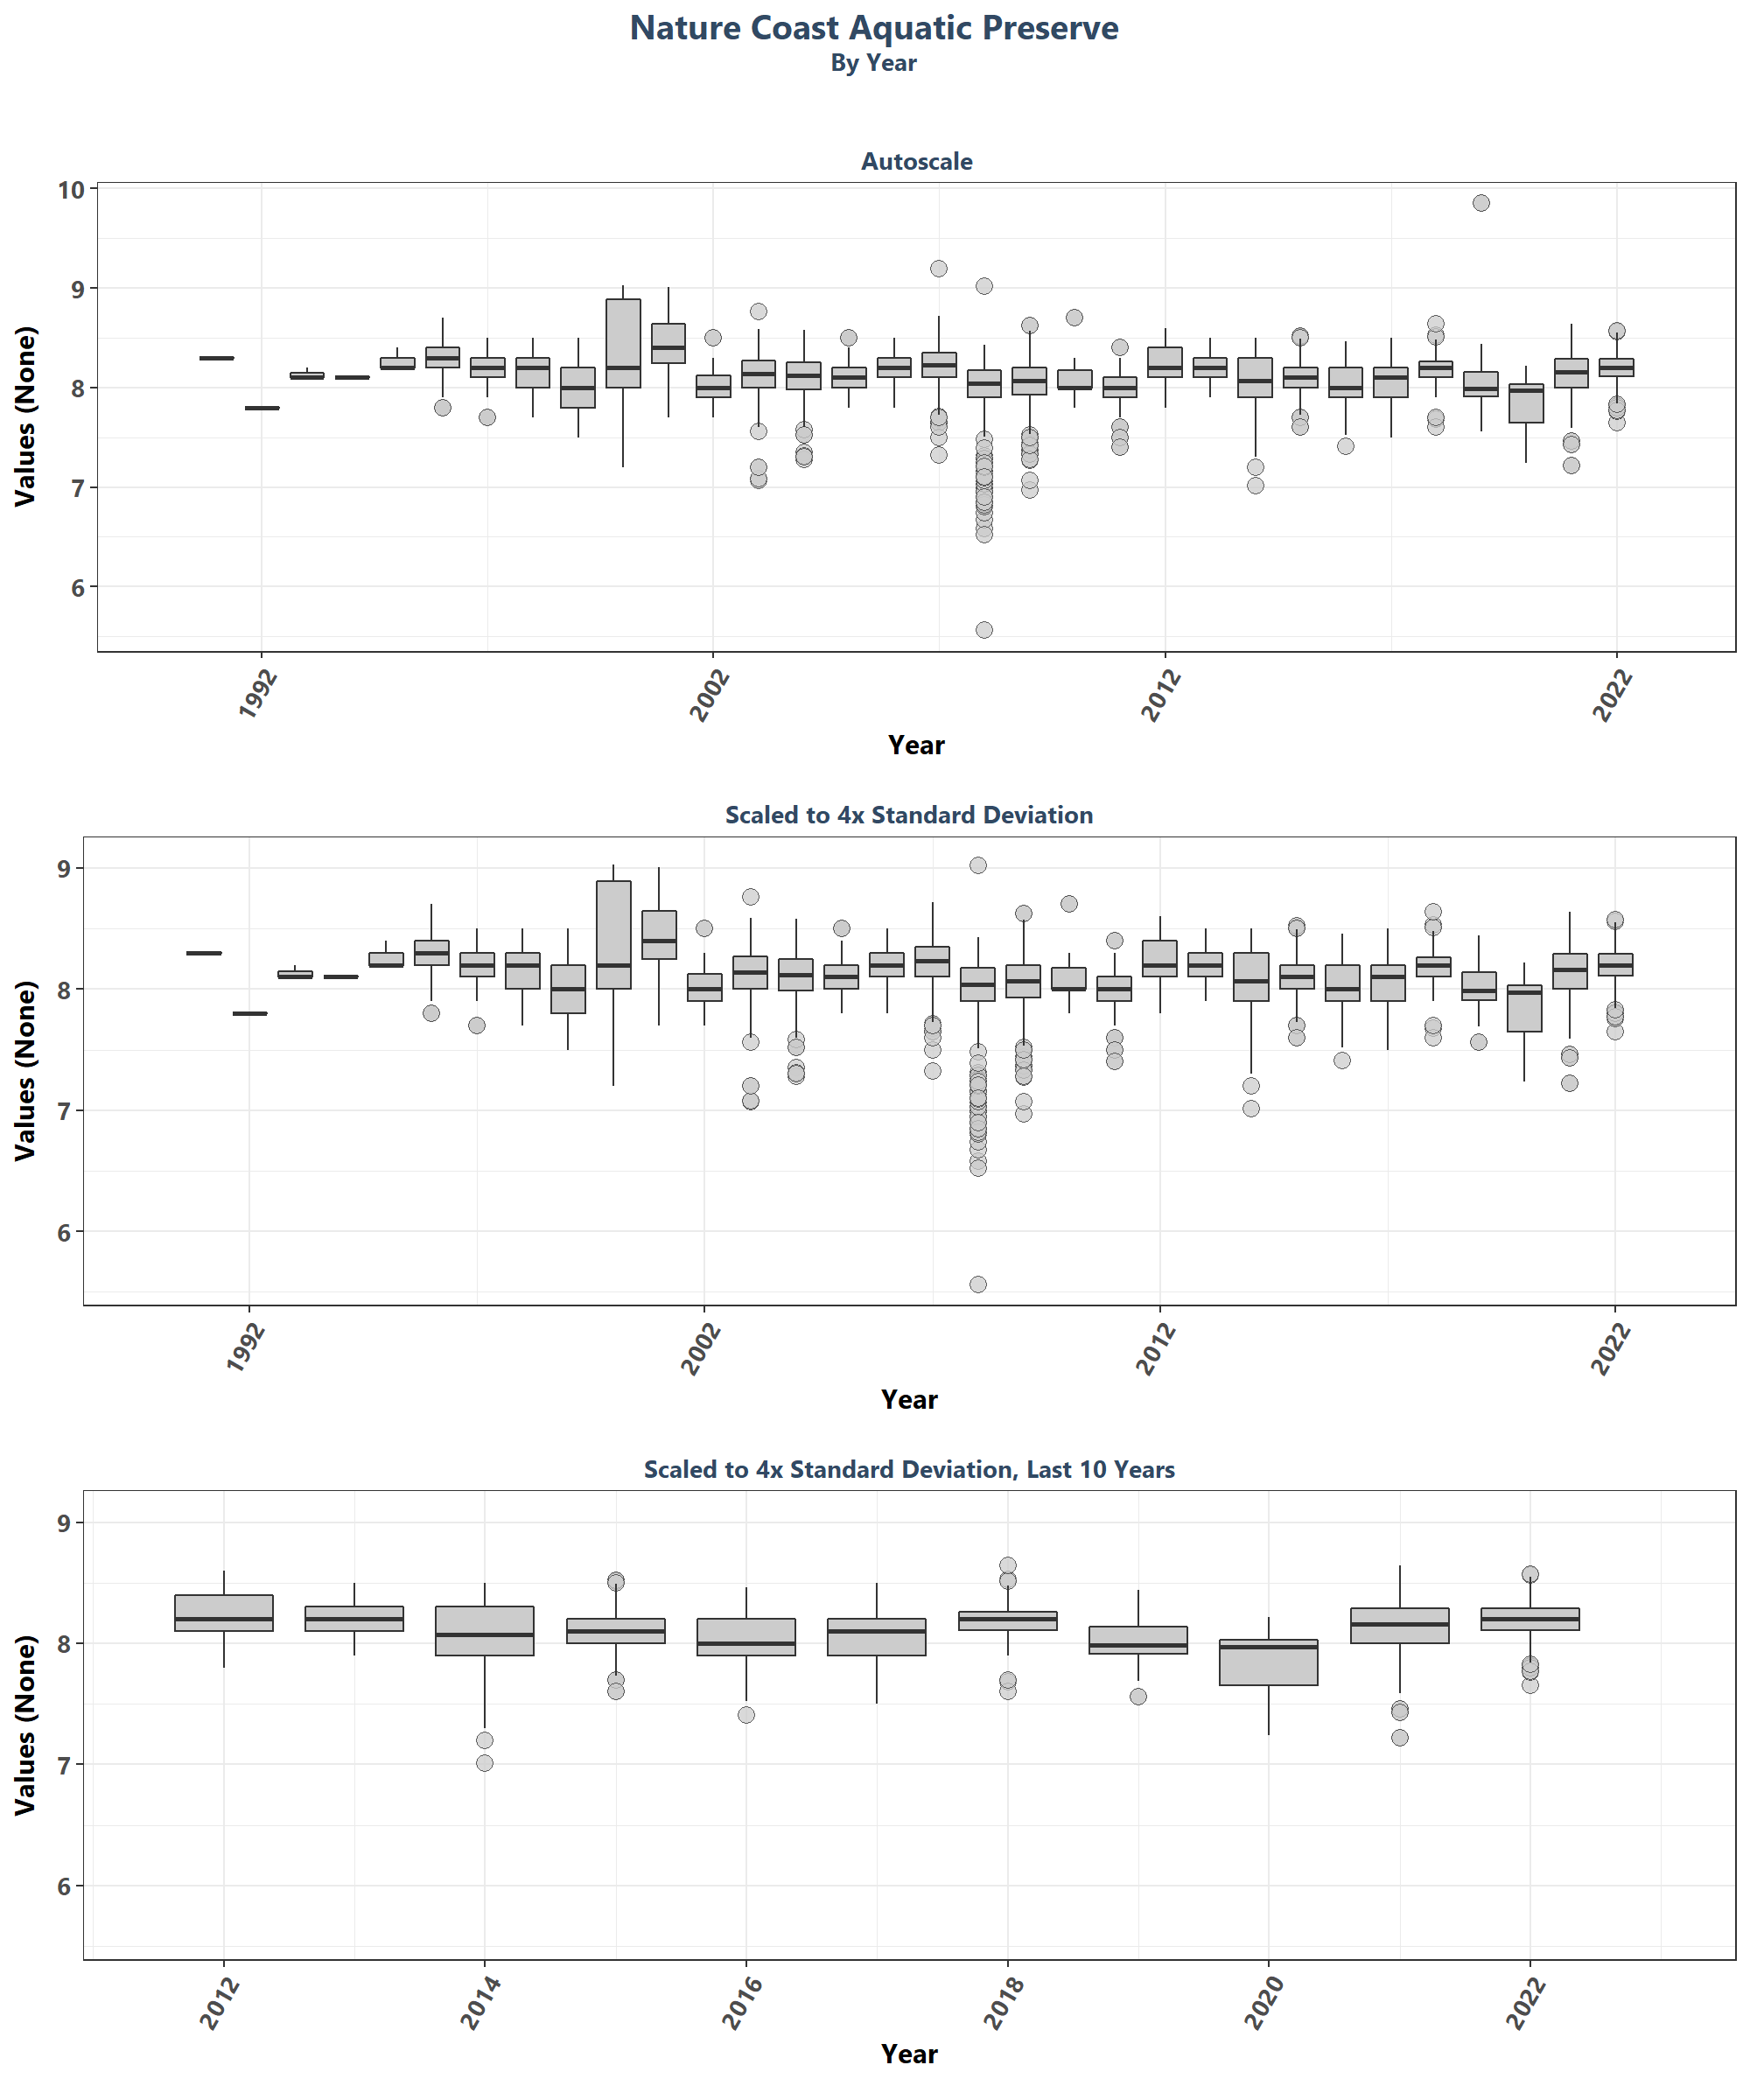 Nature Coast Aquatic Preserve
By Year
Autoscale
10
9
8
7
6
Values (None)
1992
2002
2012
2022
Year
Scaled to 4x Standard Deviation
9
8
7
6
Values (None)
1992
2002
2012
2022
Year
Scaled to 4x Standard Deviation, Last 10 Years
9
8
7
6
Values (None)
2012
2014
2016
2018
2020
2022
Year